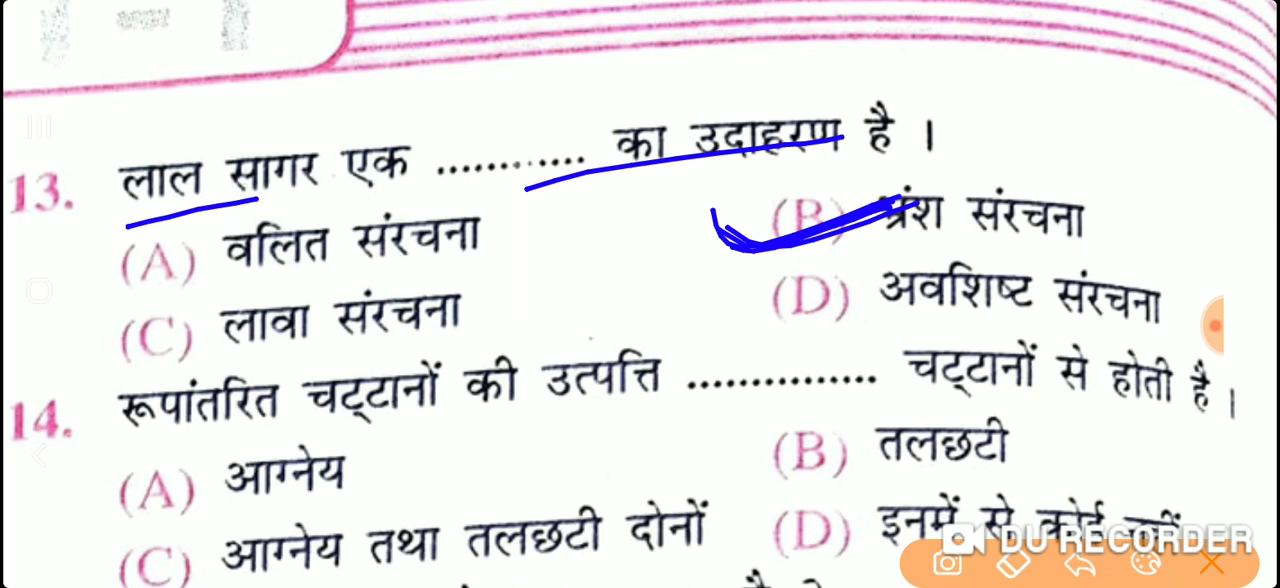 13. लाल सागर एक ............ का उदाहरण है ।
(A) वलित संरचना (B) भ्रंश संरचना
(C) लावा संरचना (D) अवशिष्ट संरचना
14. रूपांतरित चट्टानों की उत्पत्ति ............... चट्टानों से होती है ।
(A) आग्नेय (B) तलछटी
(C) आग्नेय तथा तलछटी दोनों (D) इनमें से कोई नहीं
DU RECORDER